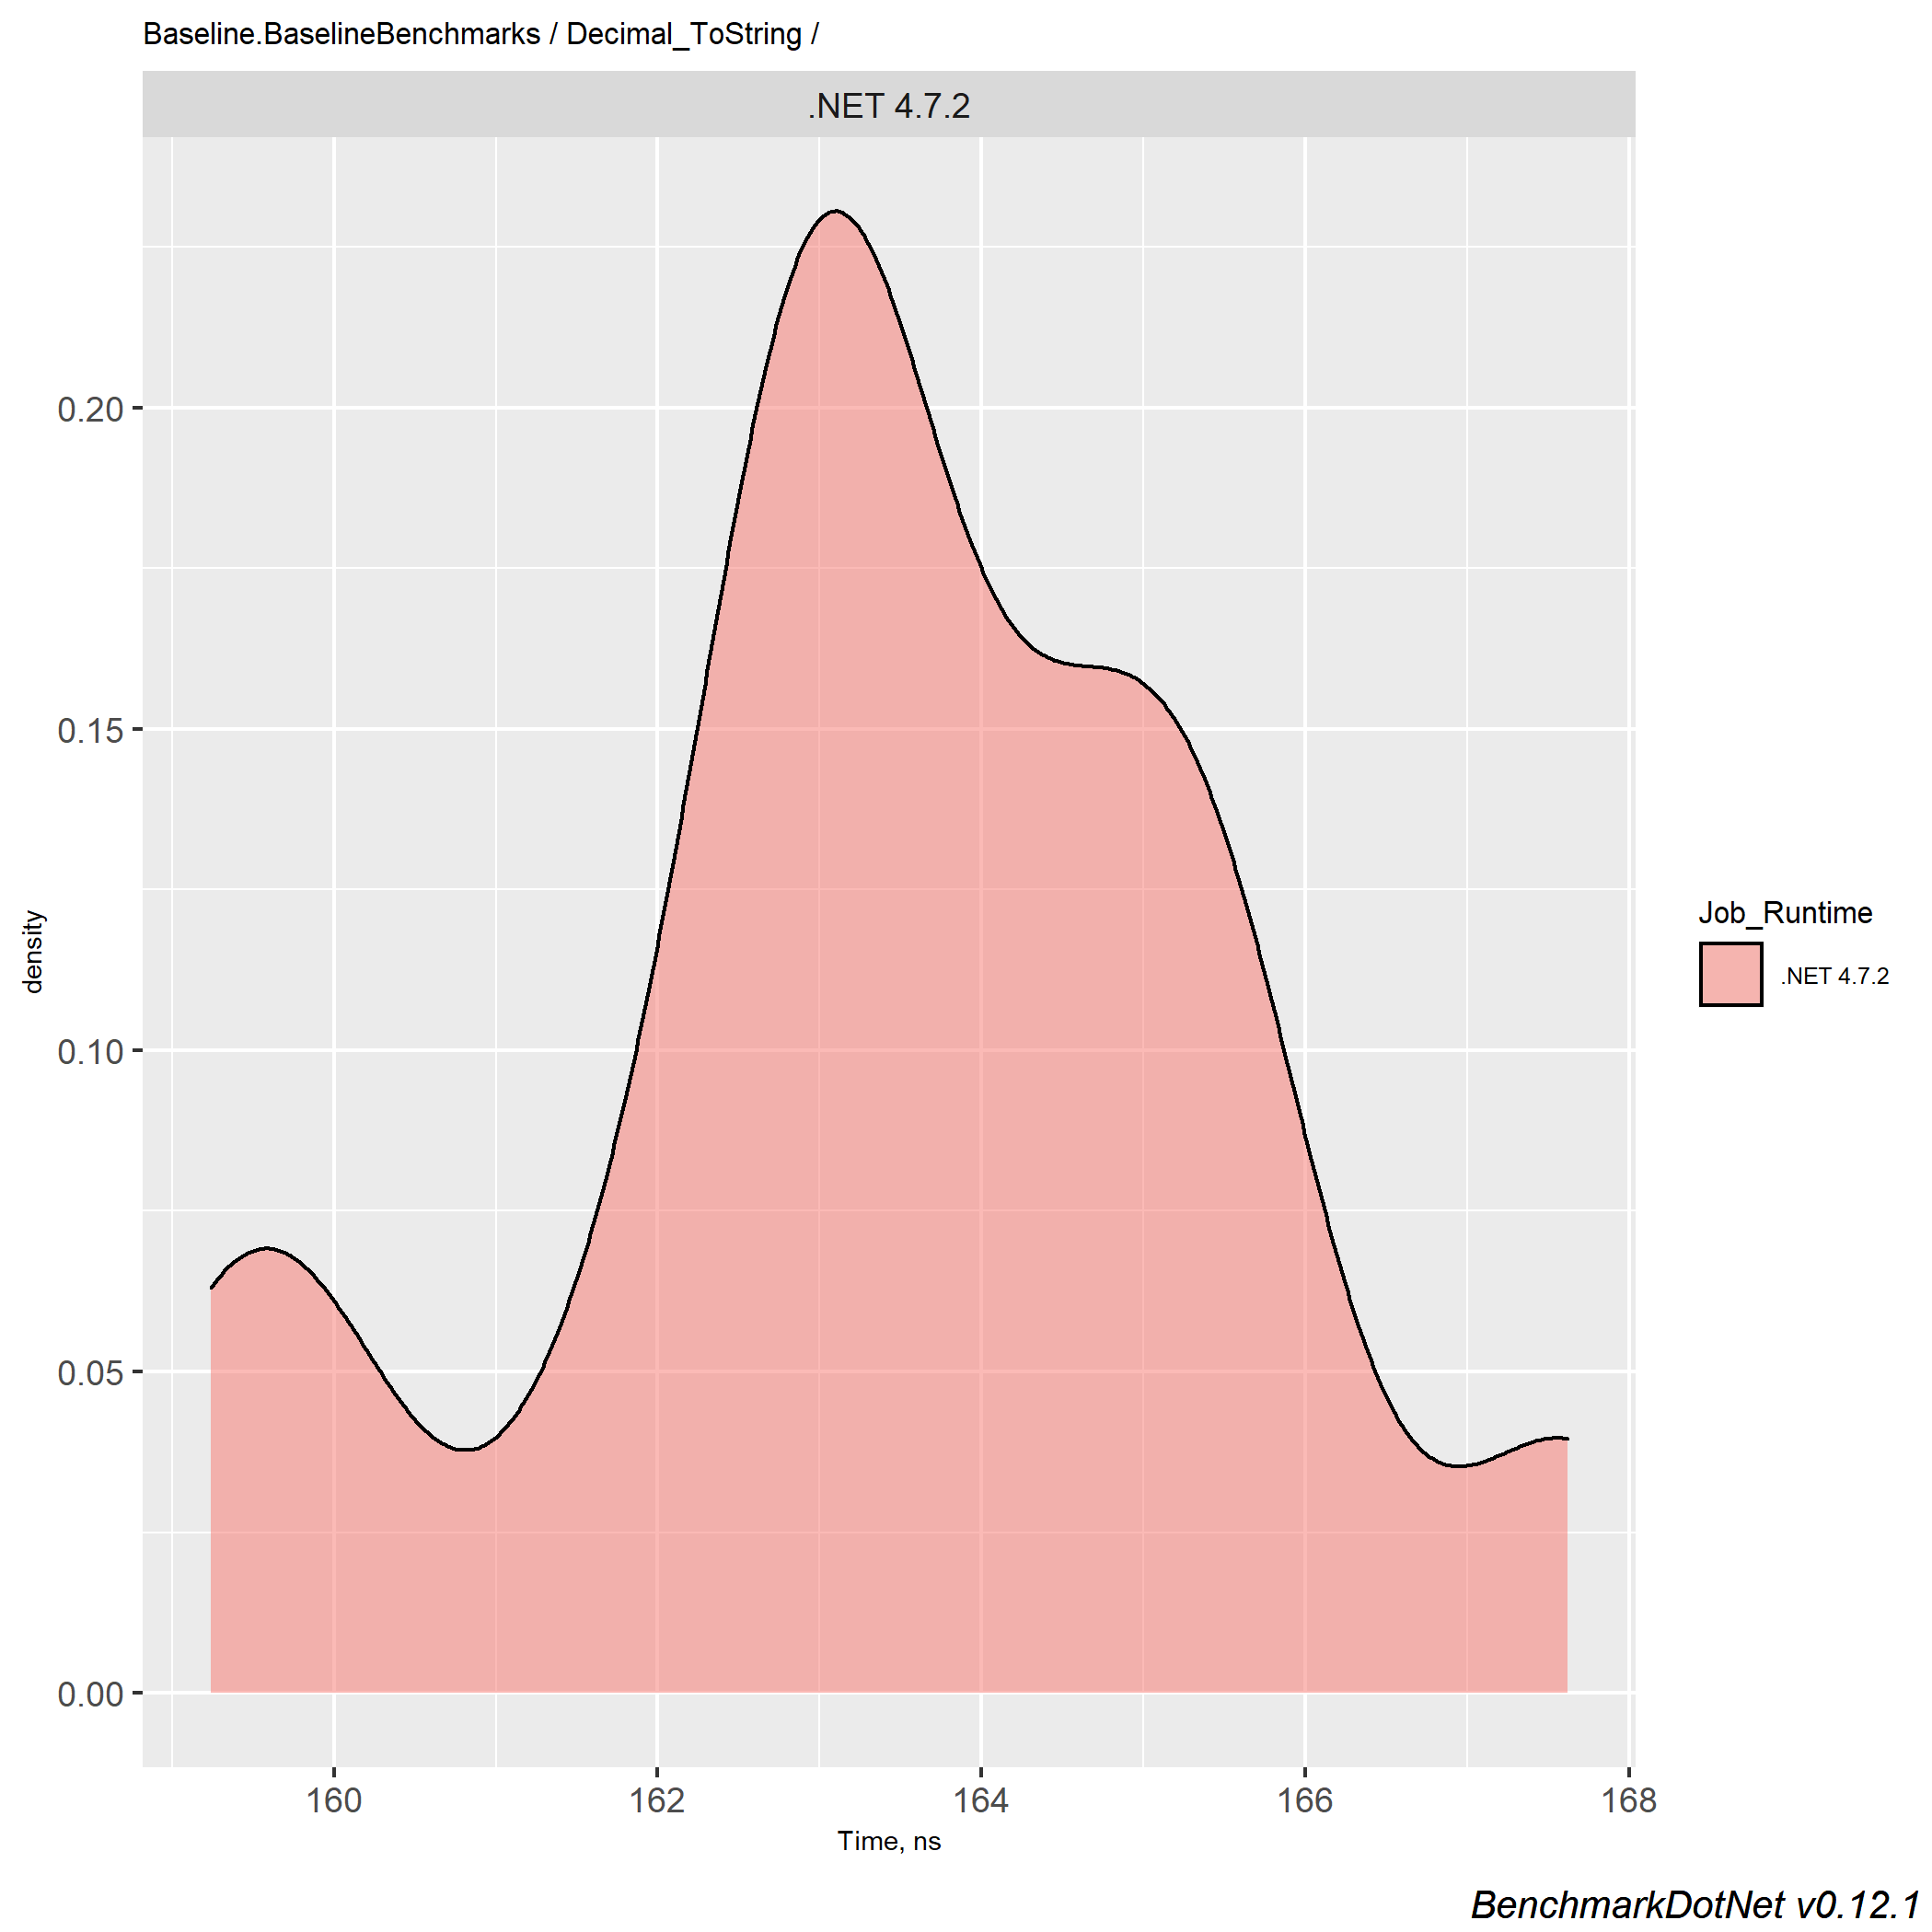 Baseline.BaselineBenchmarks / Decimal_ToString /
.NET 4.7.2
0.20
0.15
0.10
0.05
0.00
density
160 162 164 166 168
Time, ns
Job_Runtime
.NET 4.7.2
BenchmarkDotNet v0.12.1